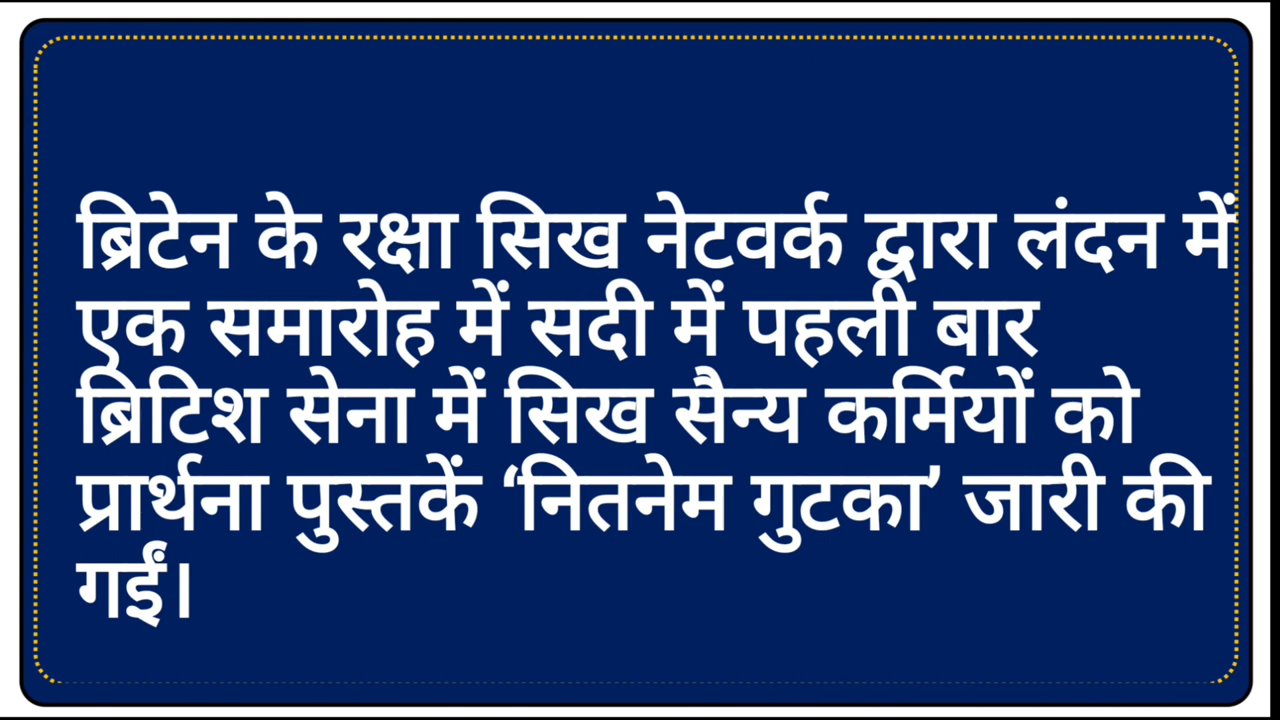 ब्रिटेन के रक्षा सिख नेटवर्क द्वारा लंदन में
एक समारोह में सदी में पहली बार
ब्रिटिश सेना में सिख सैन्य कर्मियों को
प्रार्थना पुस्तकें ‘नितनेम गुटका’ जारी की
गईं।